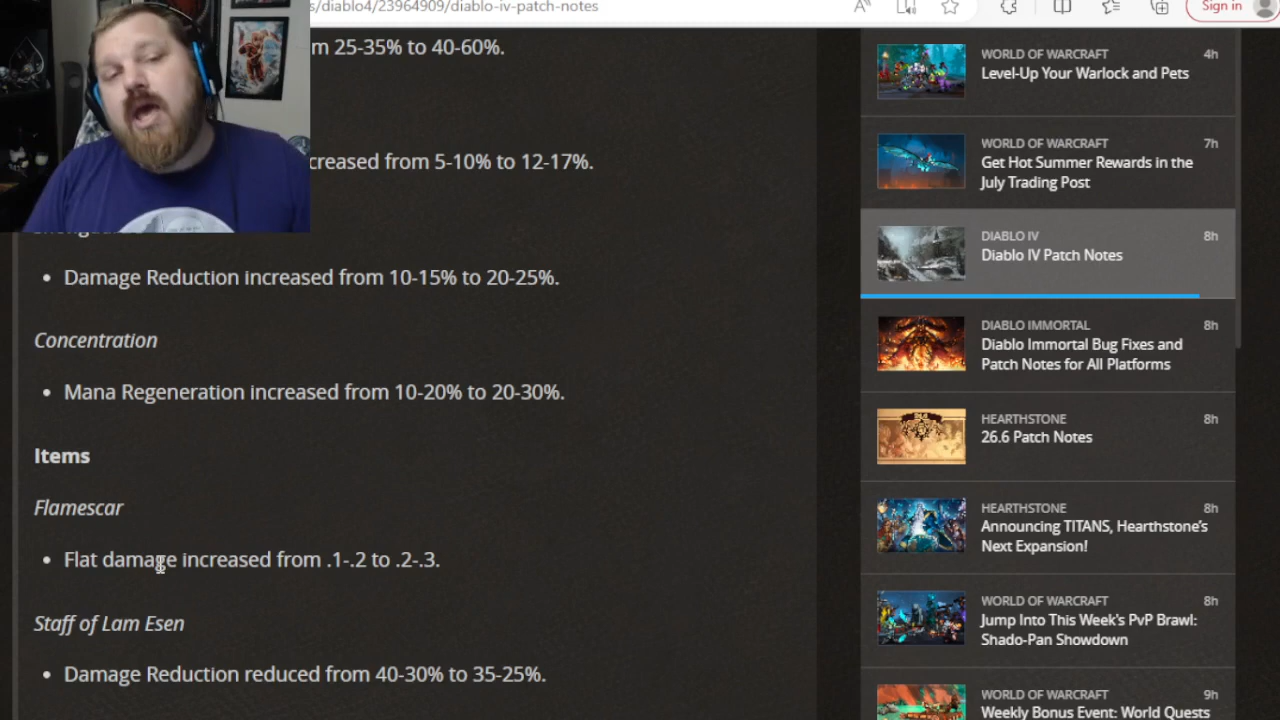 s/diablo4/23964909/diablo-iv-patch-notes
Sign in
m 25-35% to 40-60%.
creased from 5-10% to 12-17%.
• Damage Reduction increased from 10-15% to 20-25%.
Concentration
• Mana Regeneration increased from 10-20% to 20-30%.
Items
Flamescar
• Flat damage increased from .1-.2 to .2-.3.
Staff of Lam Esen
• Damage Reduction reduced from 40-30% to 35-25%.
WORLD OF WARCRAFT 4h
Level-Up Your Warlock and Pets
WORLD OF WARCRAFT 7h
Get Hot Summer Rewards in the
July Trading Post
DIABLO IV 8h
Diablo IV Patch Notes
DIABLO IMMORTAL 8h
Diablo Immortal Bug Fixes and
Patch Notes for All Platforms
HEARTHSTONE 8h
26.6 Patch Notes
HEARTHSTONE 8h
Announcing TITANS, Hearthstone's
Next Expansion!
WORLD OF WARCRAFT 8h
Jump Into This Week's PvP Brawl:
Shado-Pan Showdown
WORLD OF WARCRAFT 9h
Weekly Bonus Event: World Quests